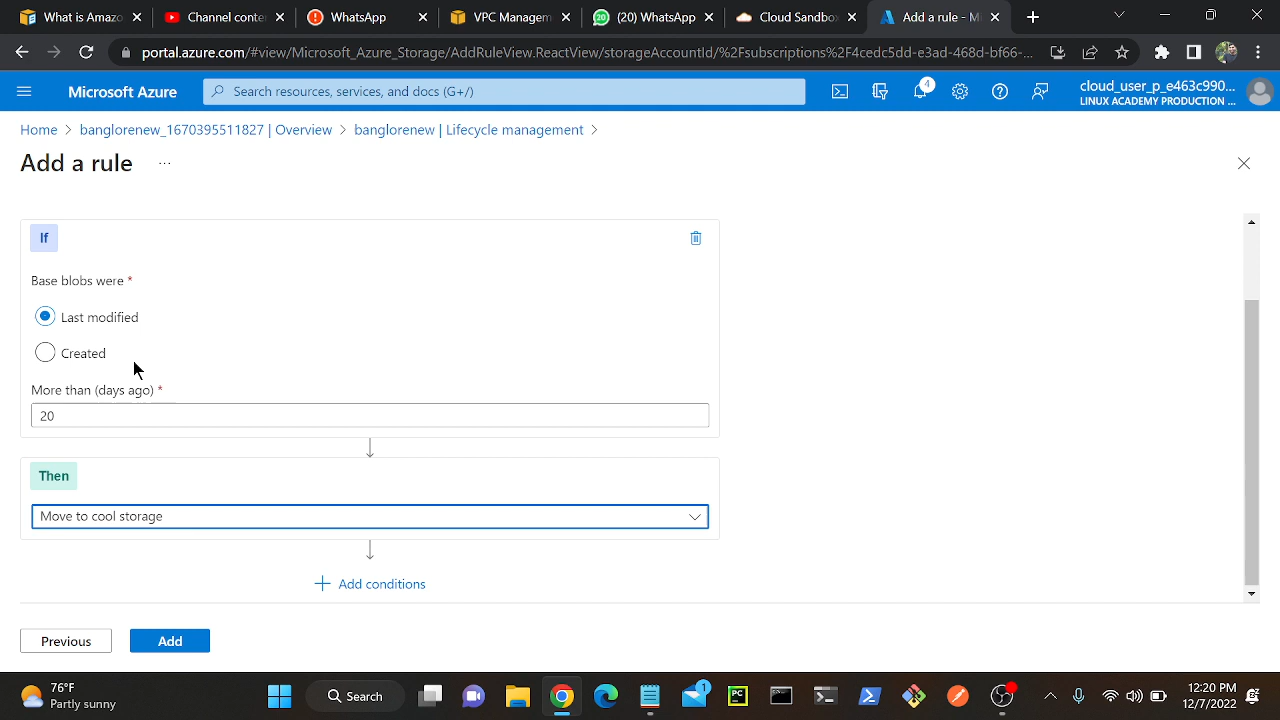 What is Amazo
Channel conte
WhatsApp
VPC Managem
(20) WhatsApp
Cloud Sandbo
Add a rule - Mi
portal.azure.com/#view/Microsoft_Azure_Storage/AddRuleView.ReactView/storageAccountId/%2Fsubscriptions%2F4cedc5dd-e3ad-468d-bf66-...
Microsoft Azure
Search resources, services, and docs (G+/)
4
cloud_user_p_e463c990...
LINUX ACADEMY PRODUCTION ...
Home > banglorenew_1670395511827 | Overview > banglorenew | Lifecycle management >
Add a rule ...
If
Base blobs were *
Last modified
Created
More than (days ago) *
20
Then
Move to cool storage
+ Add conditions
Previous
Add
76°F
Partly sunny
Search
PC
1
12:20 PM
12/7/2022